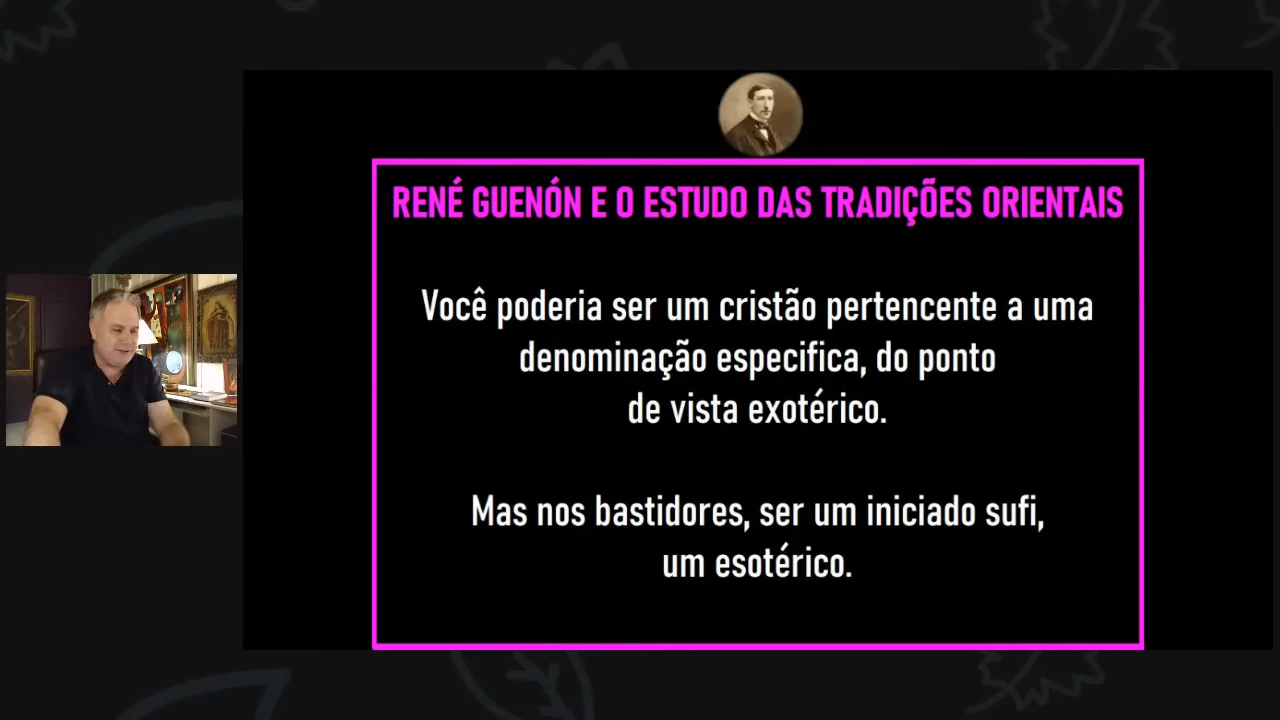 RENÉ GUENÓN E O ESTUDO DAS TRADIÇÕES ORIENTAIS
Você poderia ser um cristão pertencente a uma
denominação especifica, do ponto
de vista exotérico.
Mas nos bastidores, ser um iniciado sufi,
um esotérico.